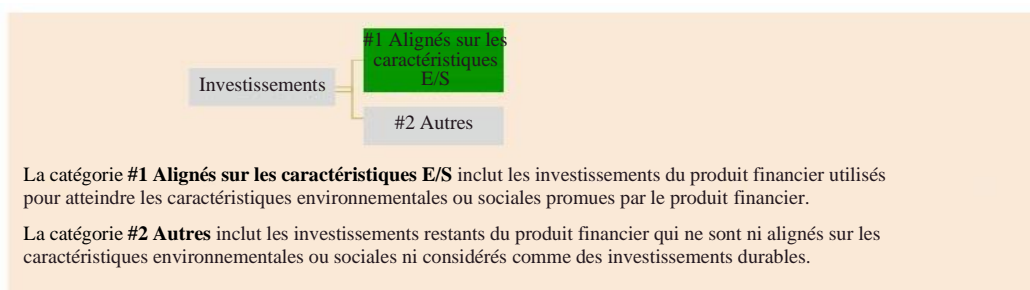 #1 Alignés sur les
caractéristiques
E/S
Investissements
#2 Autres
La catégorie #1 Alignés sur les caractéristiques E/S inclut les investissements du produit financier utilisés
pour atteindre les caractéristiques environnementales ou sociales promues par le produit financier.
La catégorie #2 Autres inclut les investissements restants du produit financier qui ne sont ni alignés sur les
caractéristiques environnementales ou sociales ni considérés comme des investissements durables.